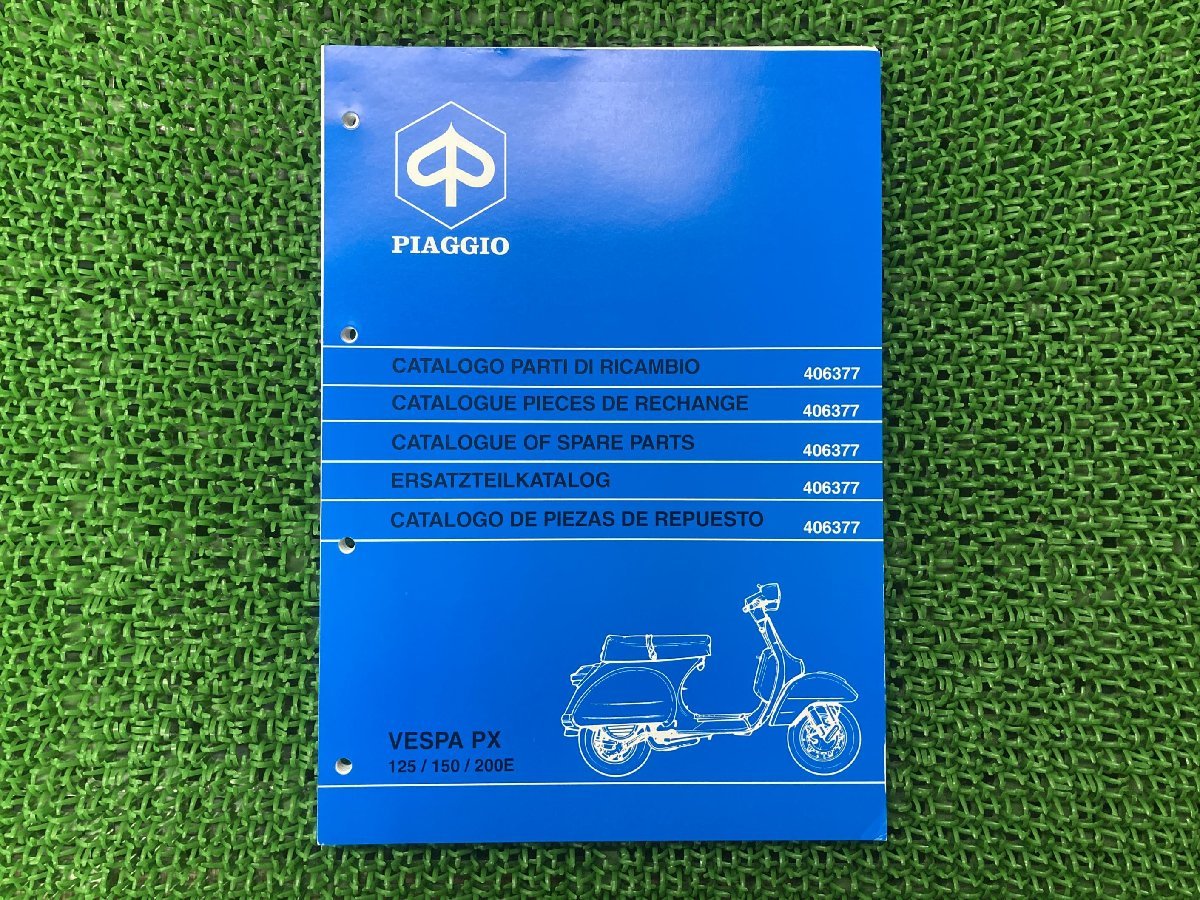 PIAGGIO
CATALOGO PARTI DI RICAMBIO 406377
CATALOGUE PIECES DE RECHANGE 406377
CATALOGUE OF SPARE PARTS 406377
ERSATZTEILKATALOG 406377
CATALOGO DE PIEZAS DE REPUESTO 406377
VESPA PX
125 / 150 / 200E